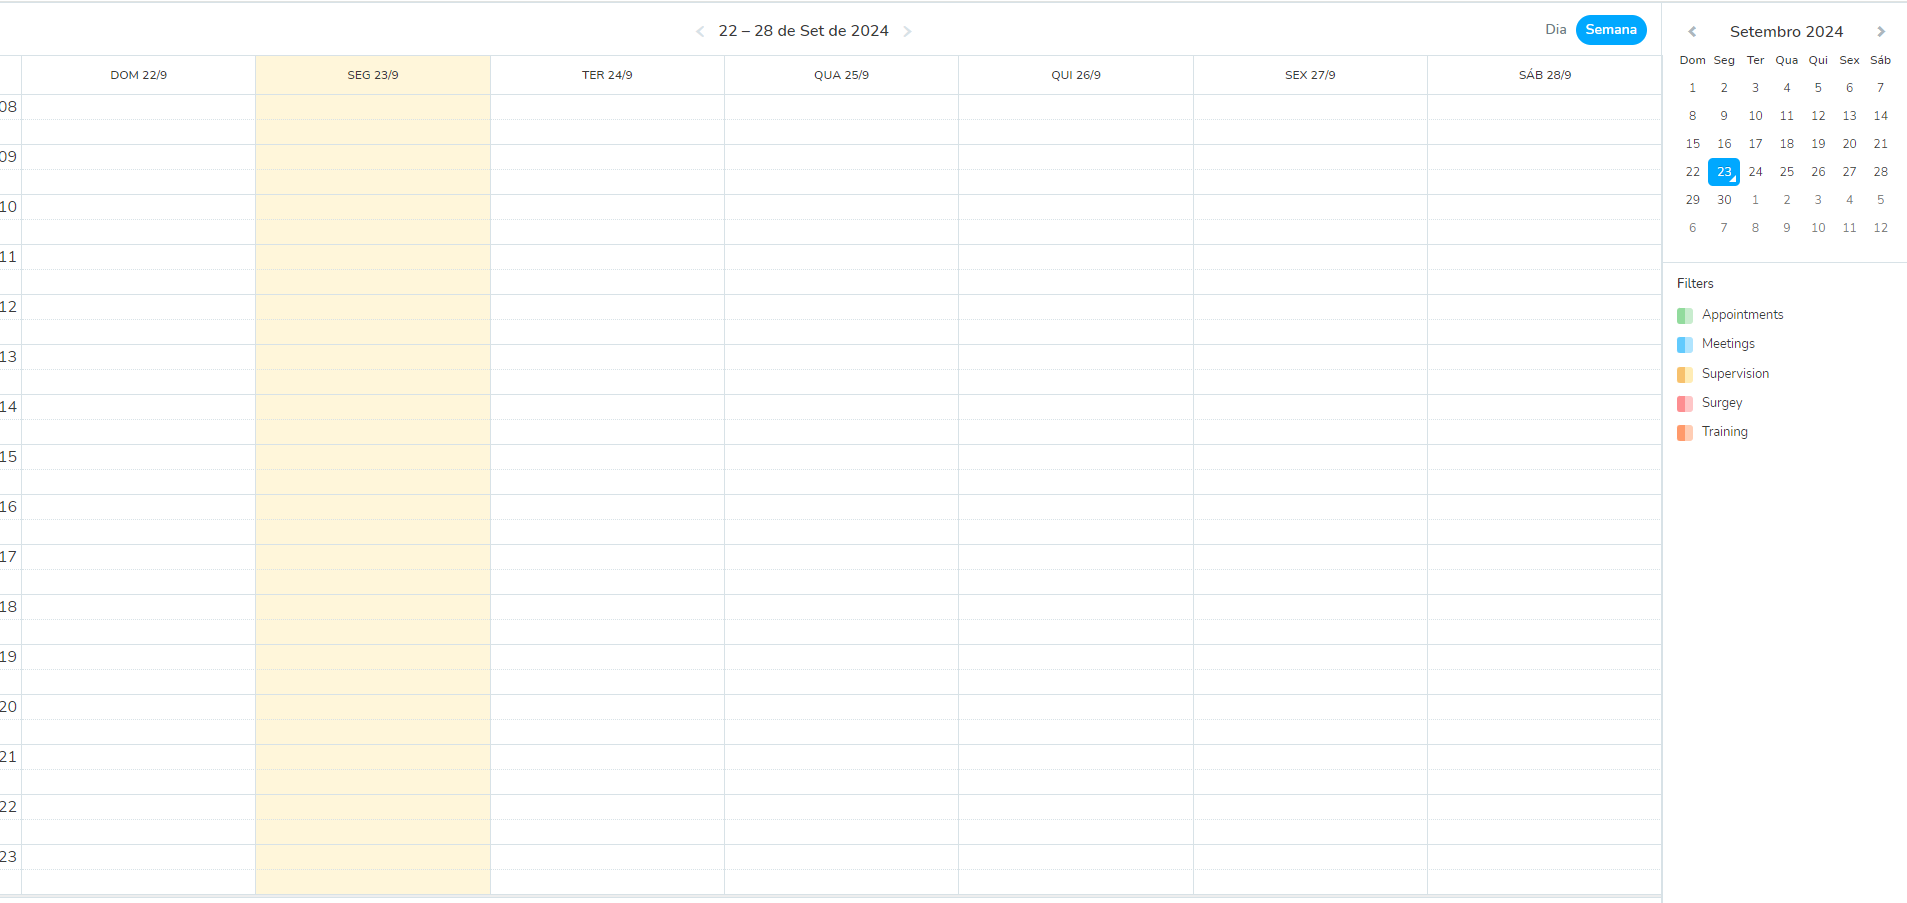 22 – 28 de Set de 2024
Dia Semana
DOM 22/9 SEG 23/9 TER 24/9 QUA 25/9 QUI 26/9 SEX 27/9 SÁB 28/9
08
09
10
11
12
13
14
15
16
17
18
19
20
21
22
23
Setembro 2024
Dom Seg Ter Qua Qui Sex Sáb
1 2 3 4 5 6 7
8 9 10 11 12 13 14
15 16 17 18 19 20 21
22 23 24 25 26 27 28
29 30 1 2 3 4 5
6 7 8 9 10 11 12
Filters
Appointments
Meetings
Supervision
Surgey
Training